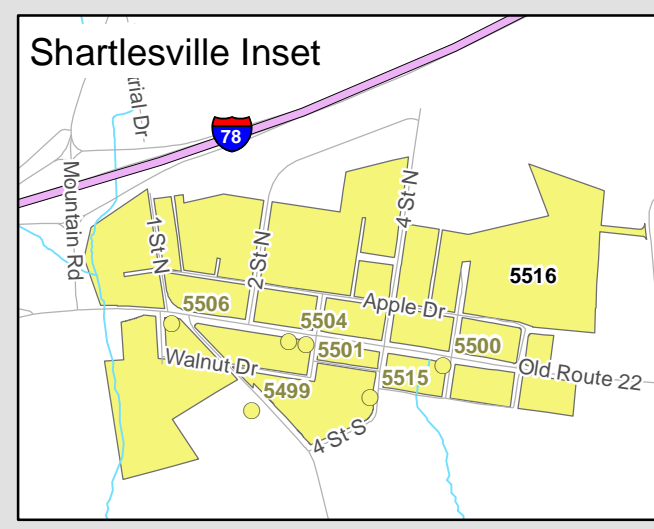 Shartlesville Inset
rial Dr
78
Mountain Rd
1-St-N
2-St-N
4-St-N
5516
5506
5504
Apple Dr
5501
5500
Walnut Dr
5515
Old Route 22
5499
4-St-S